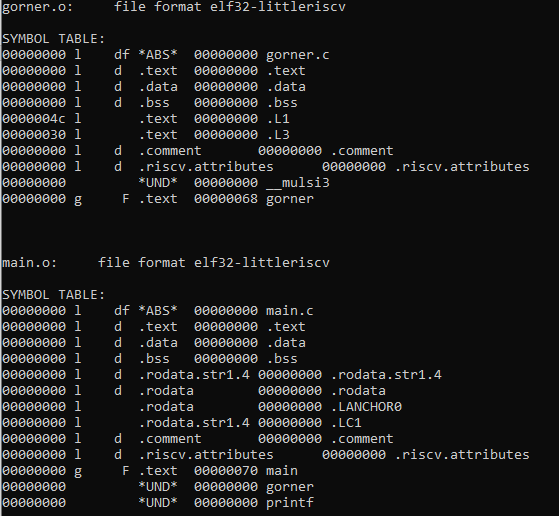 gorner.o:     file format elf32-littleriscv
SYMBOL TABLE:
00000000 l    df *ABS*  00000000 gorner.c
00000000 l    d  .text  00000000 .text
00000000 l    d  .data  00000000 .data
00000000 l    d  .bss   00000000 .bss
0000004c l       .text  00000000 .L1
00000030 l       .text  00000000 .L3
00000000 l    d  .comment       00000000 .comment
00000000 l    d  .riscv.attributes      00000000 .riscv.attributes
00000000         *UND*  00000000 __mulsi3
00000000 g     F .text  00000068 gorner
main.o:     file format elf32-littleriscv
SYMBOL TABLE:
00000000 l    df *ABS*  00000000 main.c
00000000 l    d  .text  00000000 .text
00000000 l    d  .data  00000000 .data
00000000 l    d  .bss   00000000 .bss
00000000 l    d  .rodata.str1.4 00000000 .rodata.str1.4
00000000 l    d  .rodata        00000000 .rodata
00000000 l       .rodata        00000000 .LANCHOR0
00000000 l       .rodata.str1.4 00000000 .LC1
00000000 l    d  .comment       00000000 .comment
00000000 l    d  .riscv.attributes      00000000 .riscv.attributes
00000000 g     F .text  00000070 main
00000000         *UND*  00000000 gorner
00000000         *UND*  00000000 printf